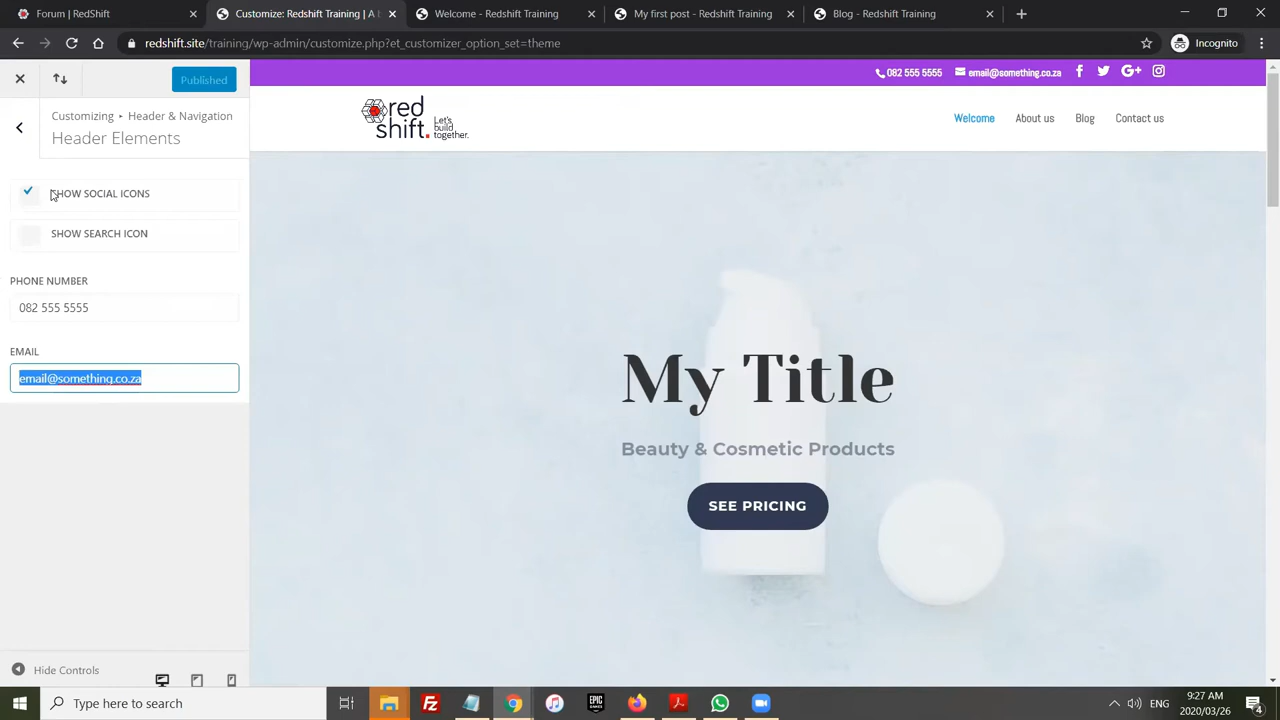 Forum | Redshift
Customizing: Redshift Training | A b
Welcome - Redshift Training
My first post - Redshift Training
Blog - Redshift Training
redshift.site/training/wp-admin/customize.php?et_customizer_option_set=theme
Incognito
Published
Customizing ▸ Header & Navigation
Header Elements
SHOW SOCIAL ICONS
SHOW SEARCH ICON
PHONE NUMBER
082 555 5555
EMAIL
email@something.co.za
Hide Controls
082 555 5555 email@something.co.za
red shift. Let's build together.
Welcome About us Blog Contact us
My Title
Beauty & Cosmetic Products
SEE PRICING
Type here to search
EPIC GAMES
ENG
9:27 AM
2020/03/26
4